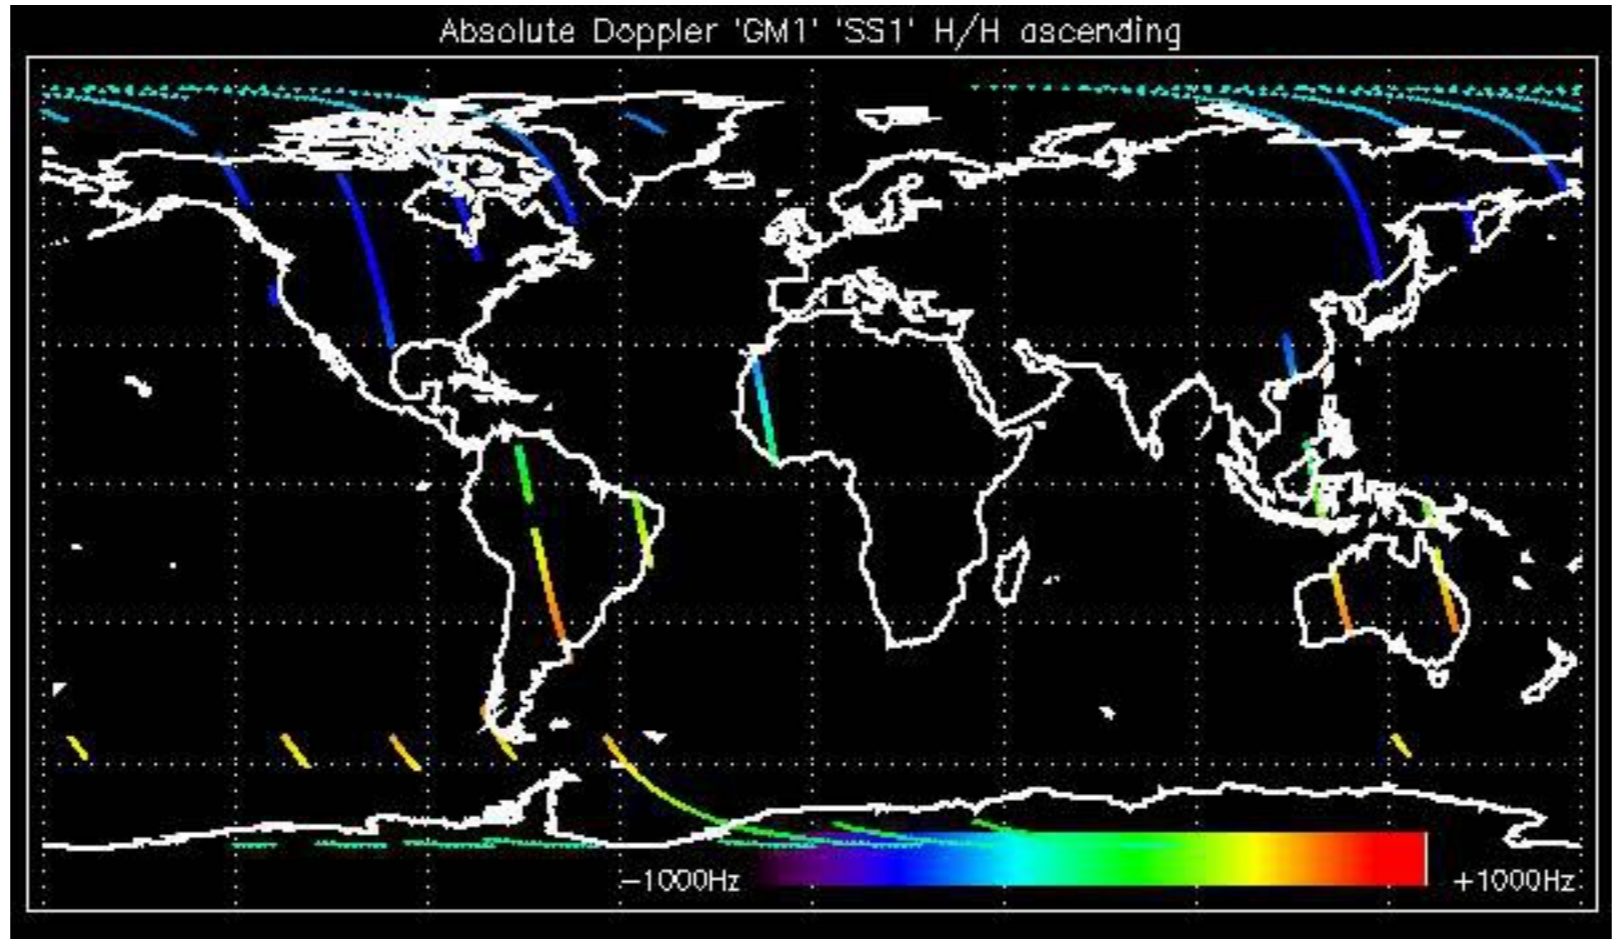 Absolute Doppler 'GM1' 'SS1' H/H ascending
−1000Hz
+1000Hz